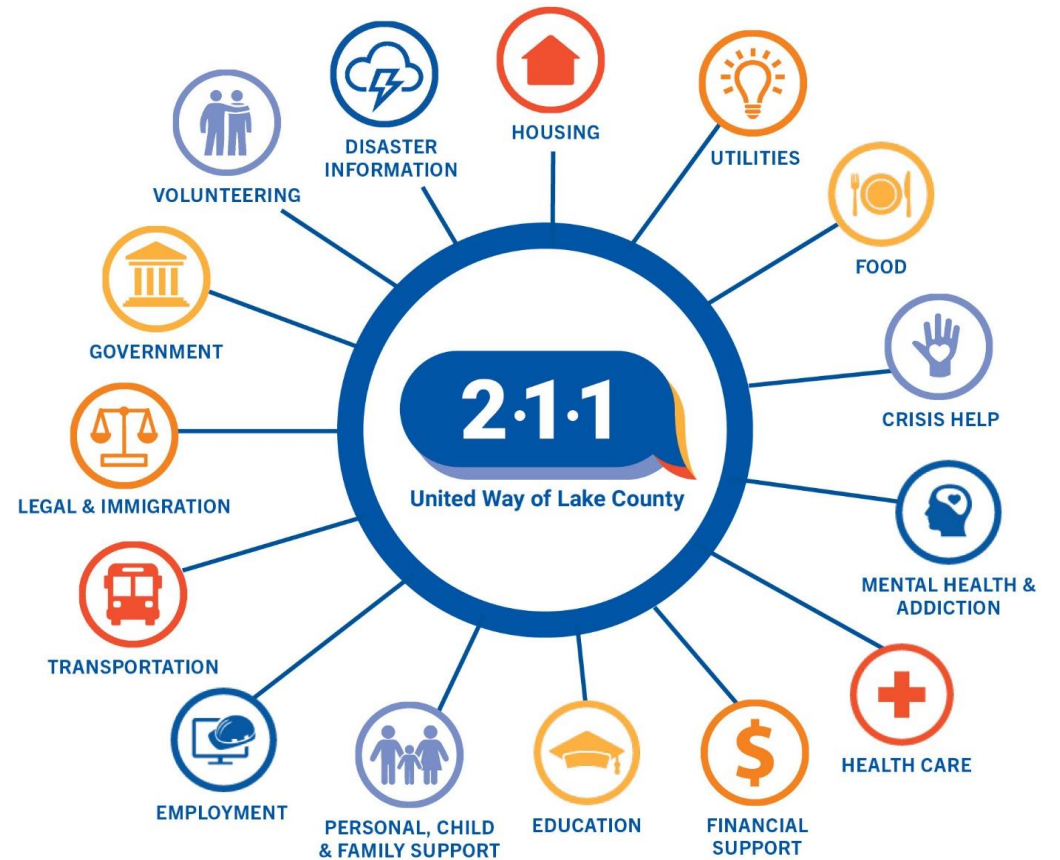 HOUSING
UTILITIES
FOOD
CRISIS HELP
MENTAL HEALTH &
ADDICTION
HEALTH CARE
FINANCIAL
SUPPORT
EDUCATION
PERSONAL, CHILD
& FAMILY SUPPORT
EMPLOYMENT
TRANSPORTATION
LEGAL & IMMIGRATION
GOVERNMENT
VOLUNTEERING
DISASTER
INFORMATION
2·1·1
United Way of Lake County
$